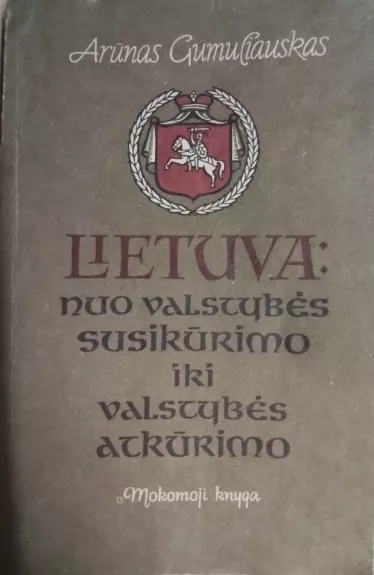 Arūnas Gumuliauskas
LIETUVA:
NUO VALSTYBĖS
SUSIKŪRIMO
IKI
VALSTYBĖS
ATKŪRIMO
Mokomoji knyga